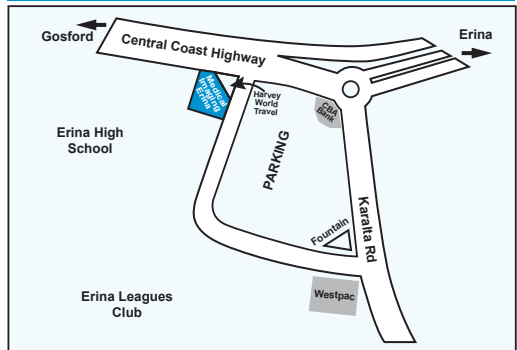 Gosford
Erina
Central Coast Highway
Medical
Imaging
Erina
Harvey
World
Travel
CBA
Bank
Erina High
School
PARKING
Karalta Rd
Fountain
Westpac
Erina Leagues
Club